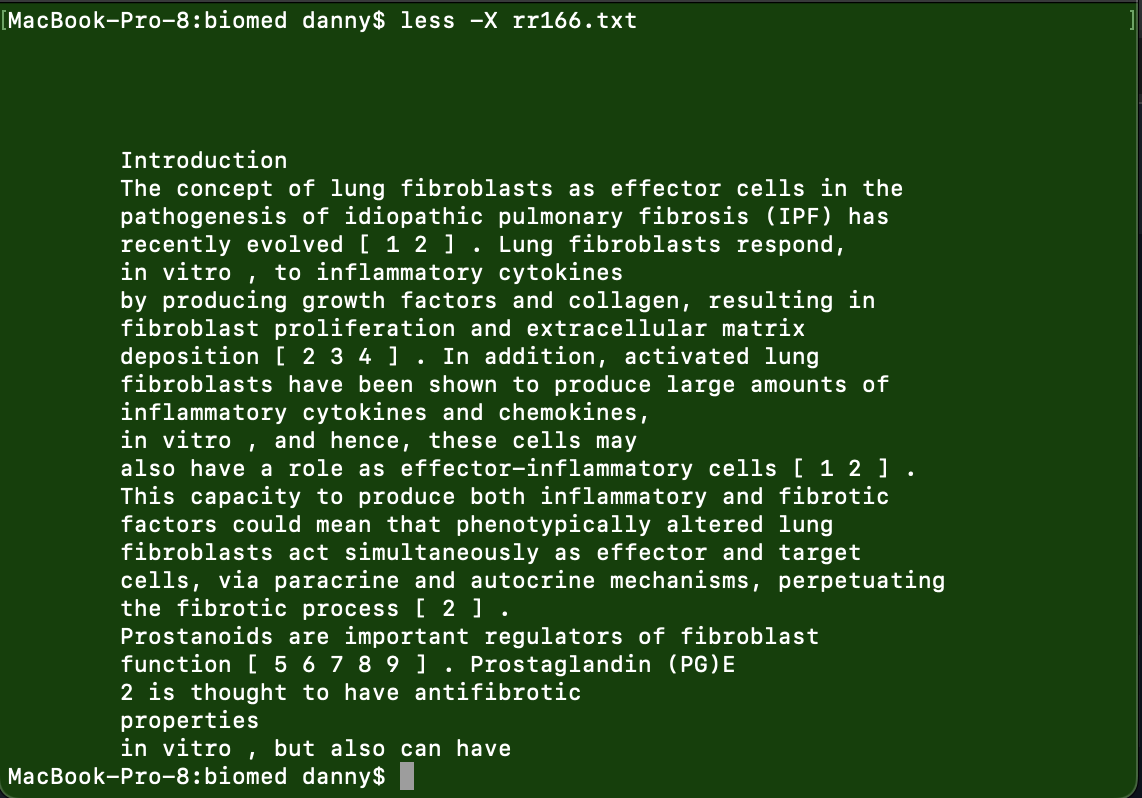 [MacBook-Pro-8:biomed danny$ less -X rr166.txt ]
Introduction
The concept of lung fibroblasts as effector cells in the
pathogenesis of idiopathic pulmonary fibrosis (IPF) has
recently evolved [ 1 2 ] . Lung fibroblasts respond,
in vitro , to inflammatory cytokines
by producing growth factors and collagen, resulting in
fibroblast proliferation and extracellular matrix
deposition [ 2 3 4 ] . In addition, activated lung
fibroblasts have been shown to produce large amounts of
inflammatory cytokines and chemokines,
in vitro , and hence, these cells may
also have a role as effector-inflammatory cells [ 1 2 ] .
This capacity to produce both inflammatory and fibrotic
factors could mean that phenotypically altered lung
fibroblasts act simultaneously as effector and target
cells, via paracrine and autocrine mechanisms, perpetuating
the fibrotic process [ 2 ] .
Prostanoids are important regulators of fibroblast
function [ 5 6 7 8 9 ] . Prostaglandin (PG)E
2 is thought to have antifibrotic
properties
in vitro , but also can have
MacBook-Pro-8:biomed danny$